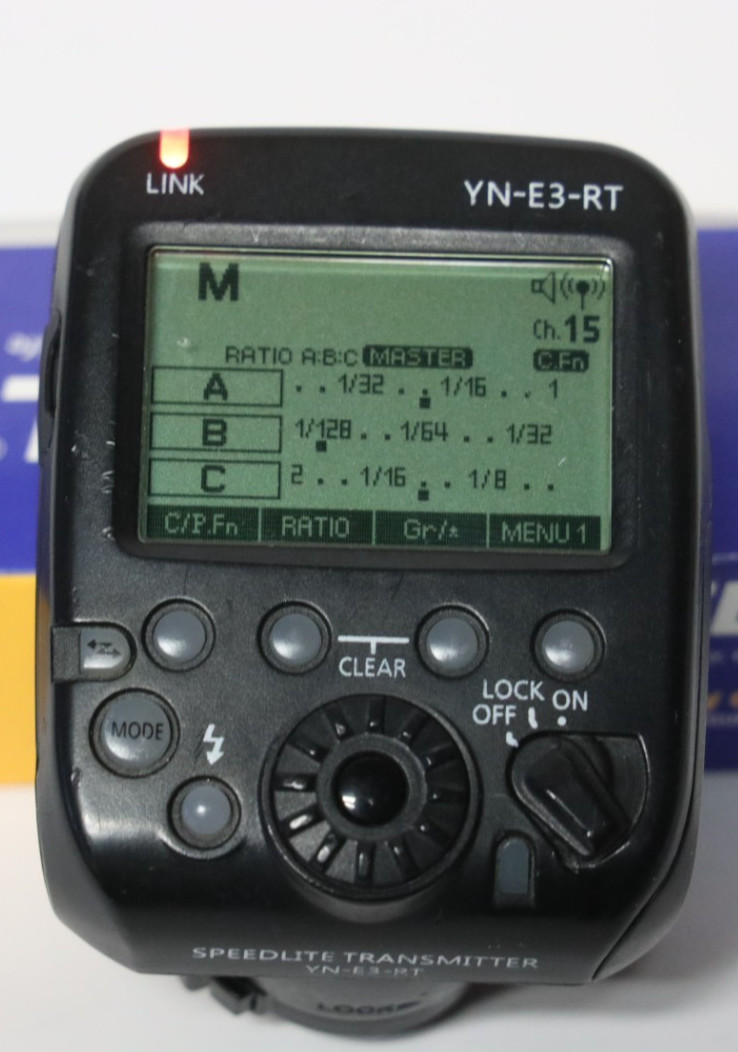 LINK
YN-E3-RT
M
Ch.15
RATIO A:B:C MASTER C.Fn
A . . 1/32 . . 1/16 . . 1
B 1/128 . . 1/64 . . 1/32
C 2 . . 1/16 . . 1/8 . .
C/P.Fn RATIO Gr/± MENU 1
CLEAR
LOCK
OFF ON
MODE
SPEEDLITE TRANSMITTER
YN-E3-RT